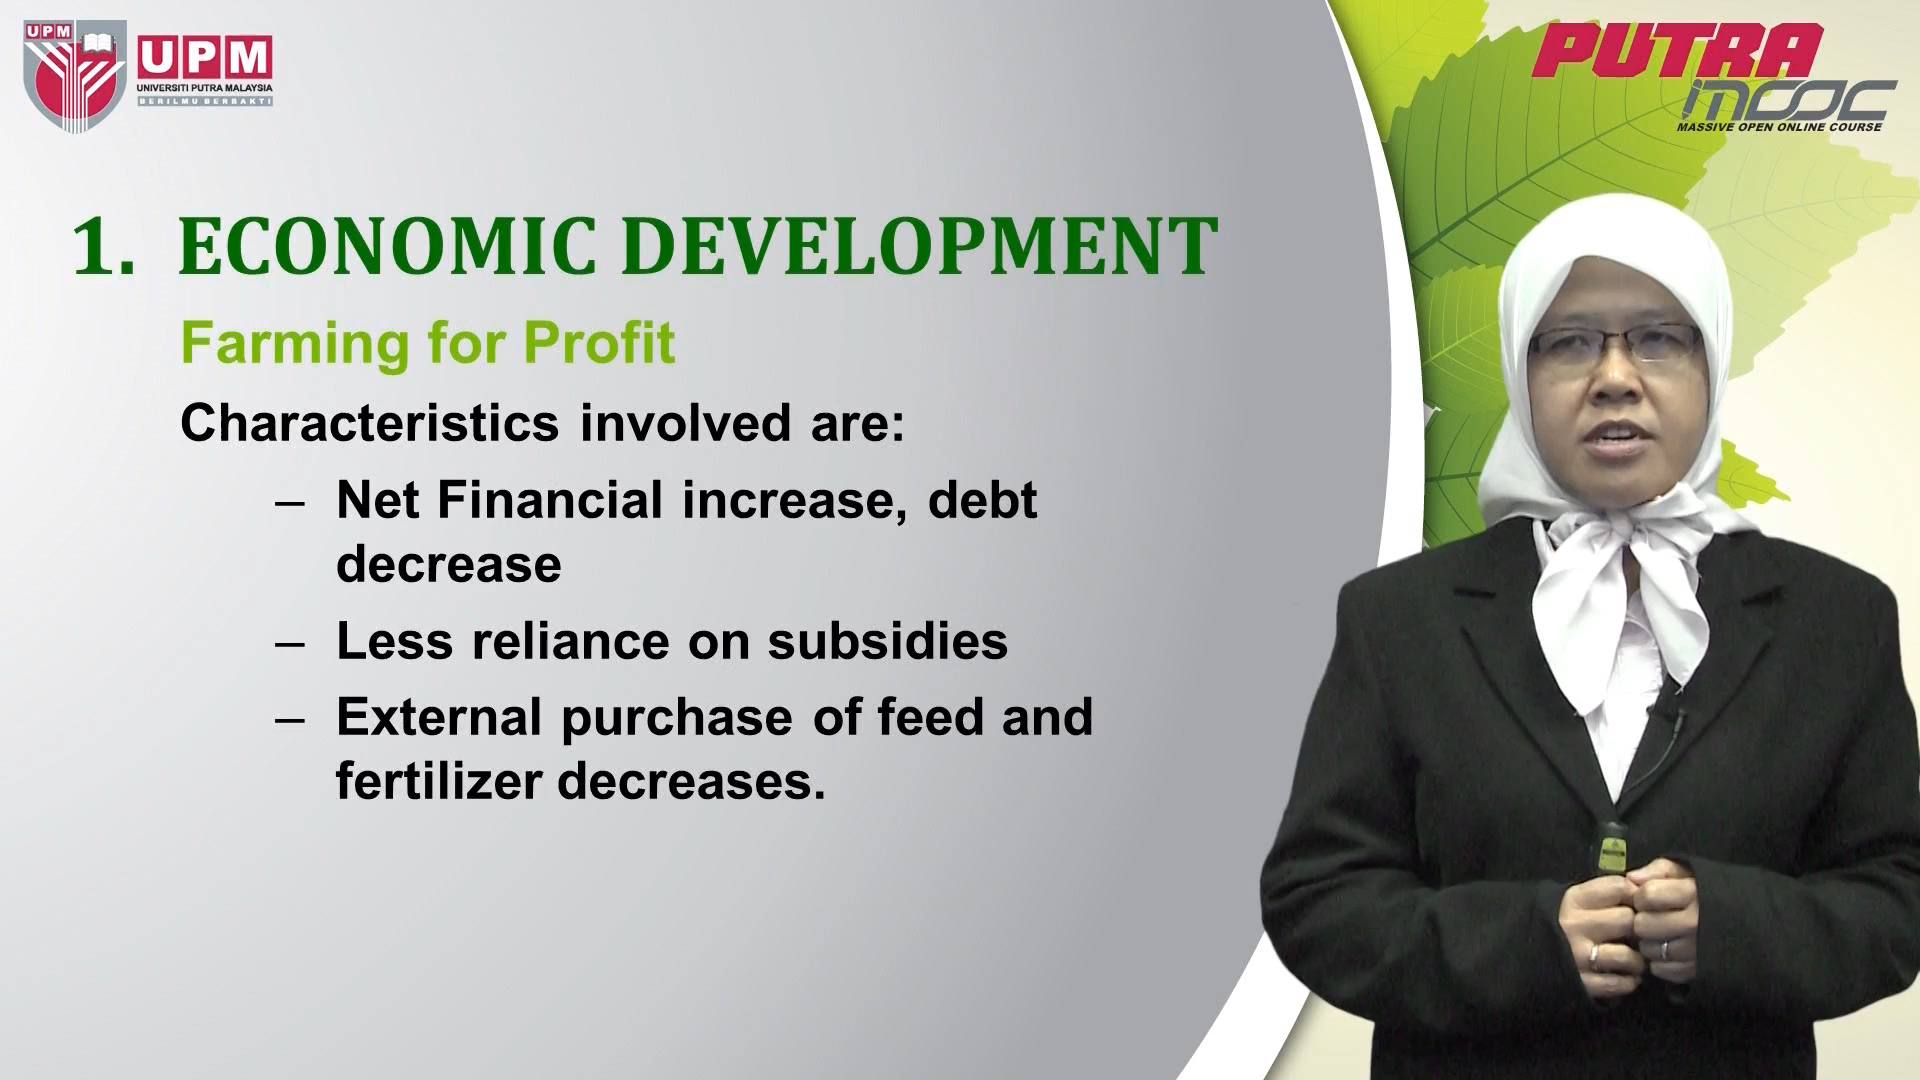 UPM
UPM
UNIVERSITI PUTRA MALAYSIA
BERILMU BERBAKTI
PUTRA
mooc
MASSIVE OPEN ONLINE COURSE
1. ECONOMIC DEVELOPMENT
Farming for Profit
Characteristics involved are:
– Net Financial increase, debt
decrease
– Less reliance on subsidies
– External purchase of feed and
fertilizer decreases.